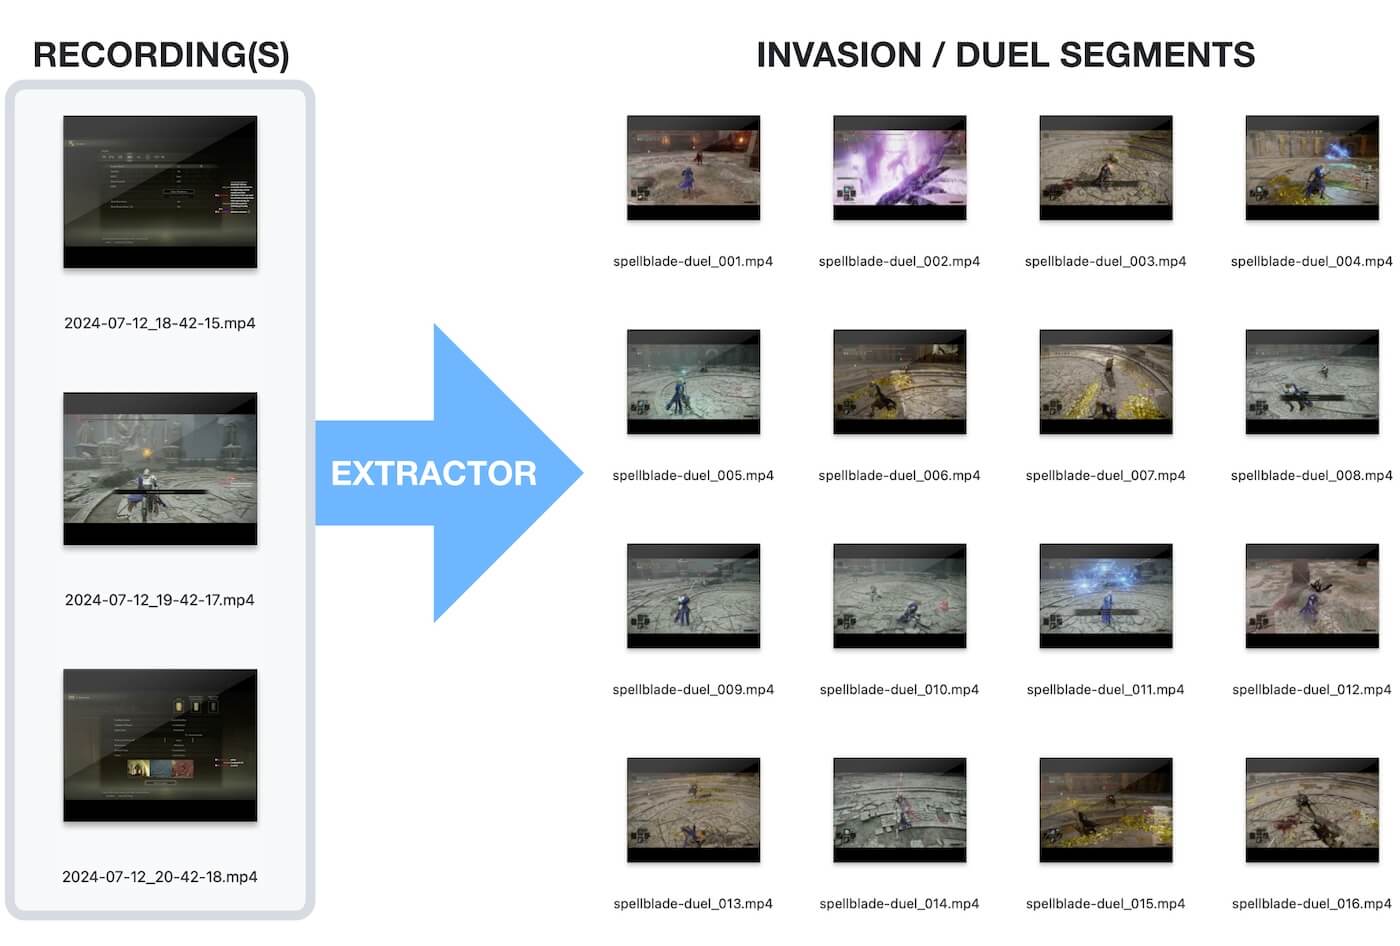 RECORDING(S)
2024-07-12_18-42-15.mp4
2024-07-12_19-42-17.mp4
2024-07-12_20-42-18.mp4
EXTRACTOR
INVASION / DUEL SEGMENTS
spellblade-duel_001.mp4
spellblade-duel_002.mp4
spellblade-duel_003.mp4
spellblade-duel_004.mp4
spellblade-duel_005.mp4
spellblade-duel_006.mp4
spellblade-duel_007.mp4
spellblade-duel_008.mp4
spellblade-duel_009.mp4
spellblade-duel_010.mp4
spellblade-duel_011.mp4
spellblade-duel_012.mp4
spellblade-duel_013.mp4
spellblade-duel_014.mp4
spellblade-duel_015.mp4
spellblade-duel_016.mp4